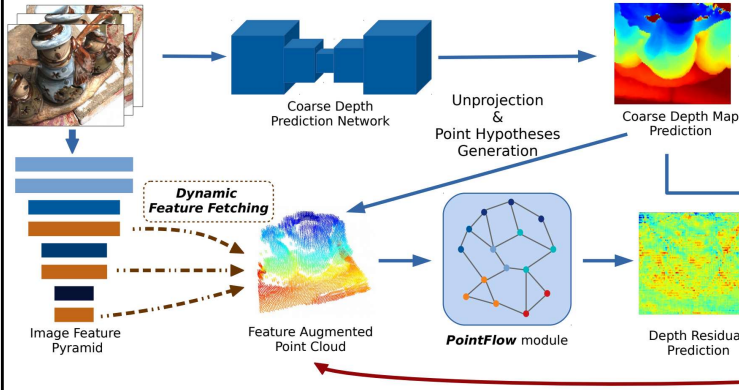 Coarse Depth
Prediction Network
Unprojection
&
Point Hypotheses
Generation
Coarse Depth Map
Prediction
Dynamic
Feature Fetching
Image Feature
Pyramid
Feature Augmented
Point Cloud
PointFlow module
Depth Residua
Prediction